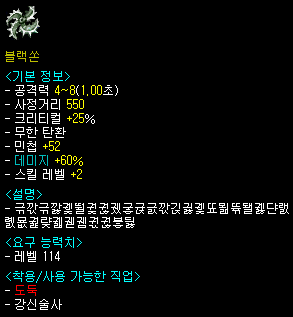 블랙쏜
<기본 정보>
- 공격력 4~8(1.00초)
- 사정거리 550
- 크리티컬 +25%
- 무한 탄환
- 민첩 +52
- 데미지 +60%
- 스킬 레벨 +2
<설명>
<요구 능력치>
- 레벨 114
<착용/사용 가능한 직업>
- 도둑
- 강신술사